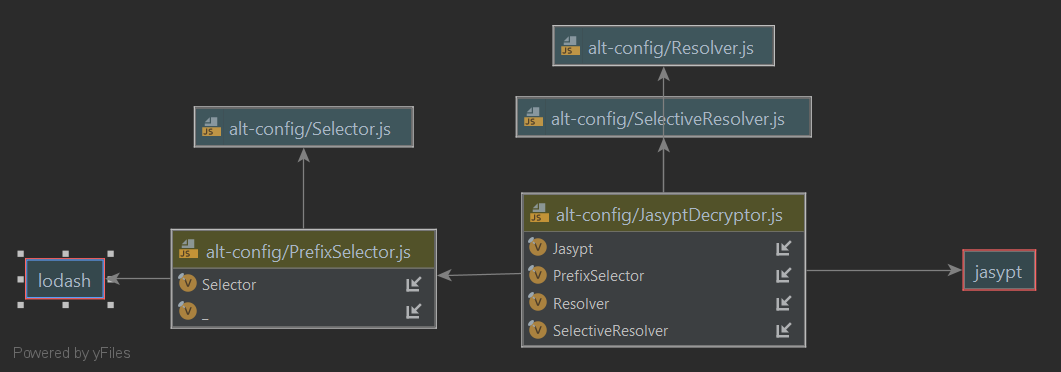 alt-config/Resolver.js
JS
alt-config/SelectiveResolver.js
JS
alt-config/Selector.js
JS
alt-config/JasyptDecryptor.js
JS
V Jasypt
V PrefixSelector
V Resolver
V SelectiveResolver
alt-config/PrefixSelector.js
JS
V Selector
V _
lodash
jasypt
Powered by yFiles